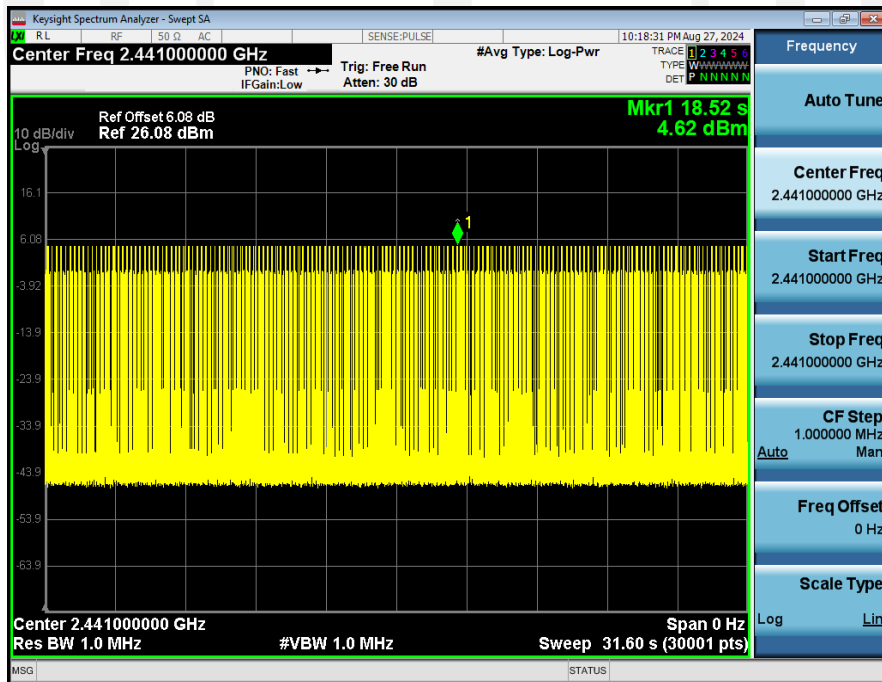 Keysight Spectrum Analyzer - Swept SA
LXI RL RF 50 Ω AC SENSE:PULSE 10:18:31 PM Aug 27, 2024
Center Freq 2.441000000 GHz
PNO: Fast
IFGain:Low
Trig: Free Run
Atten: 30 dB
#Avg Type: Log-Pwr
TRACE 1 2 3 4 5 6
TYPE WWWWWW
DET P N N N N N
Mkr1 18.52 s
4.62 dBm
Ref Offset 6.08 dB
10 dB/div Ref 26.08 dBm
Log
1
16.1
6.08
-3.92
-13.9
-23.9
-33.9
-43.9
-53.9
-63.9
Center 2.441000000 GHz Span 0 Hz
Res BW 1.0 MHz #VBW 1.0 MHz Sweep 31.60 s (30001 pts)
MSG STATUS
Frequency
Auto Tune
Center Freq
2.441000000 GHz
Start Freq
2.441000000 GHz
Stop Freq
2.441000000 GHz
CF Step
1.000000 MHz
Auto Man
Freq Offset
0 Hz
Scale Type
Log Lin